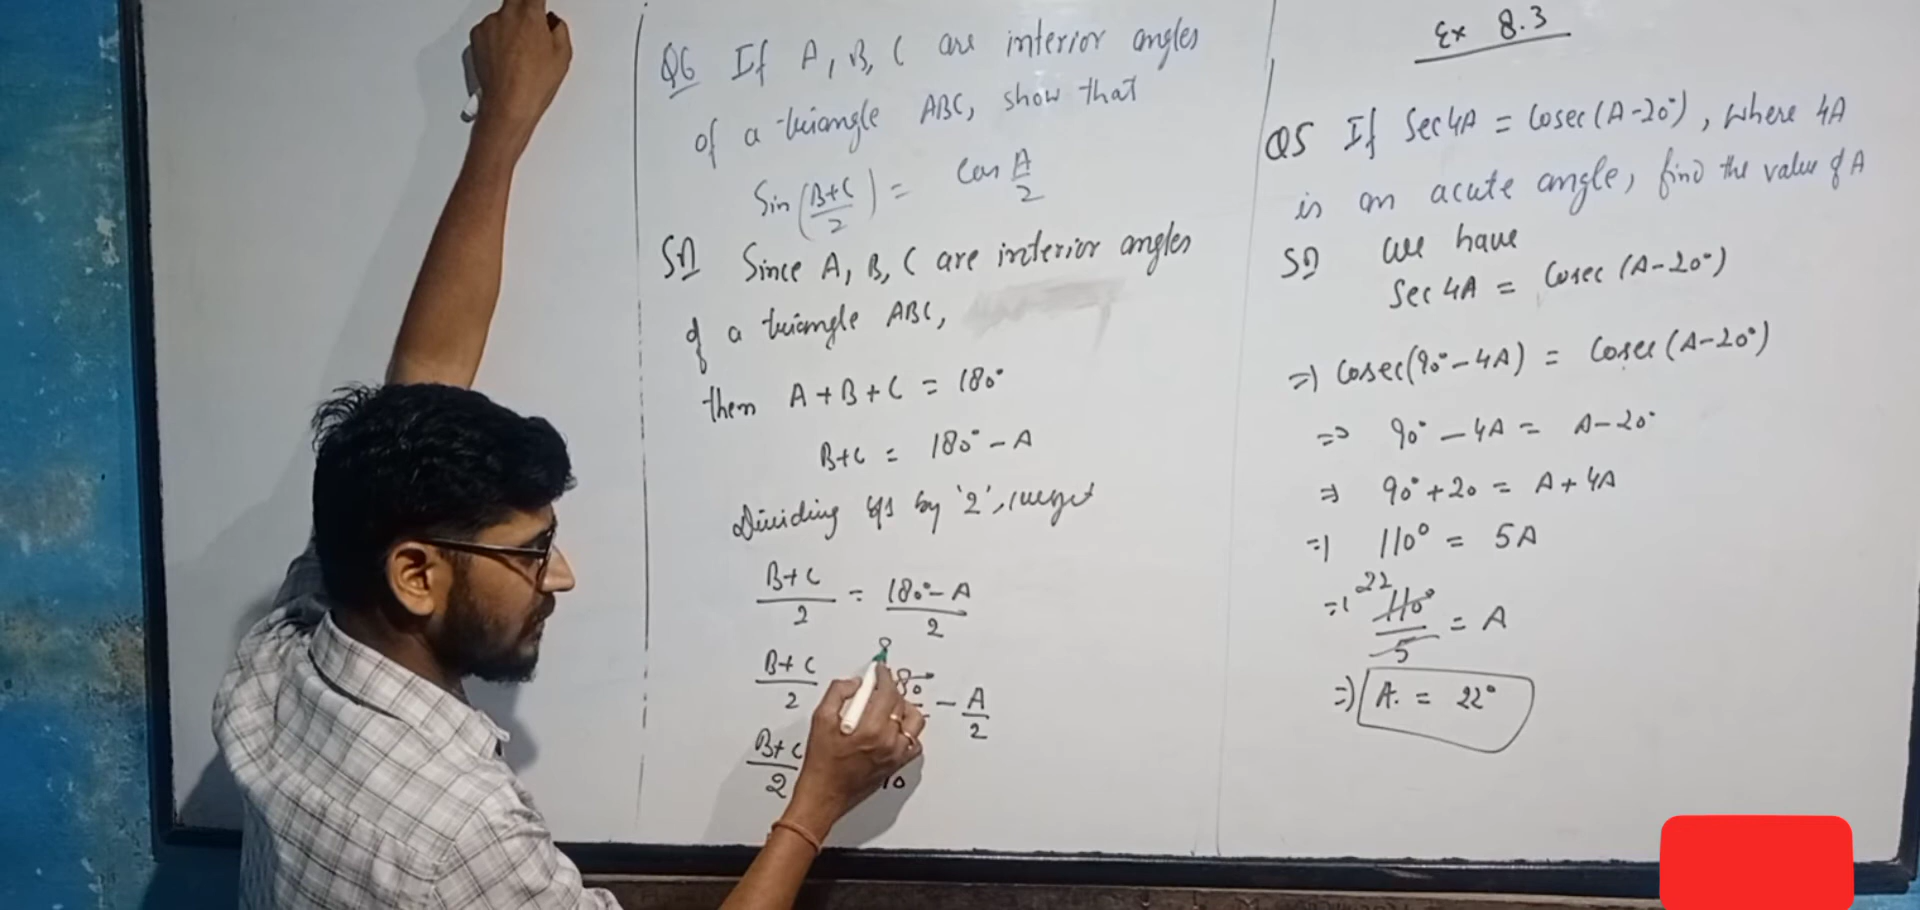 Q6 If A, B, C are interior angles
of a triangle ABC, show that
Sin(B+C/2) = Cos A/2
Sol Since A, B, C are interior angles
of a triangle ABC,
then A+B+C = 180°
B+C = 180° - A
Dividing by '2', we get
B+C/2 = 180°-A/2
B+C/2 - A/2
B+C/2
Ex 8.3
Q5 If Sec4A = Cosec(A-20°), where 4A
is an acute angle, find the value of A
Sol we have
Sec4A = Cosec(A-20°)
=> Cosec(90°-4A) = Cosec(A-20°)
=> 90° - 4A = A-20°
=> 90°+20 = A+4A
=> 110° = 5A
=> 22 110°/5 = A
=> A. = 22°